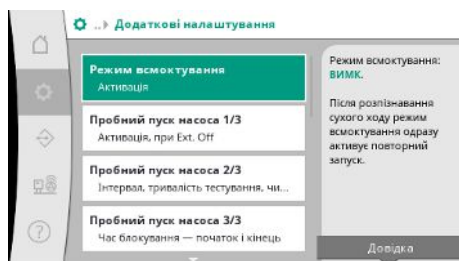 ..▸ Додаткові налаштування
Режим всмоктування
Активація
Пробний пуск насоса 1/3
Активація, при Ext. Off
Пробний пуск насоса 2/3
Інтервал, тривалість тестування, чи...
Пробний пуск насоса 3/3
Час блокування — початок і кінець
Режим всмоктування:
ВИМК.
Після розпізнавання
сухого ходу режим
всмоктування одразу
активує повторний
запуск.
Довідка
?